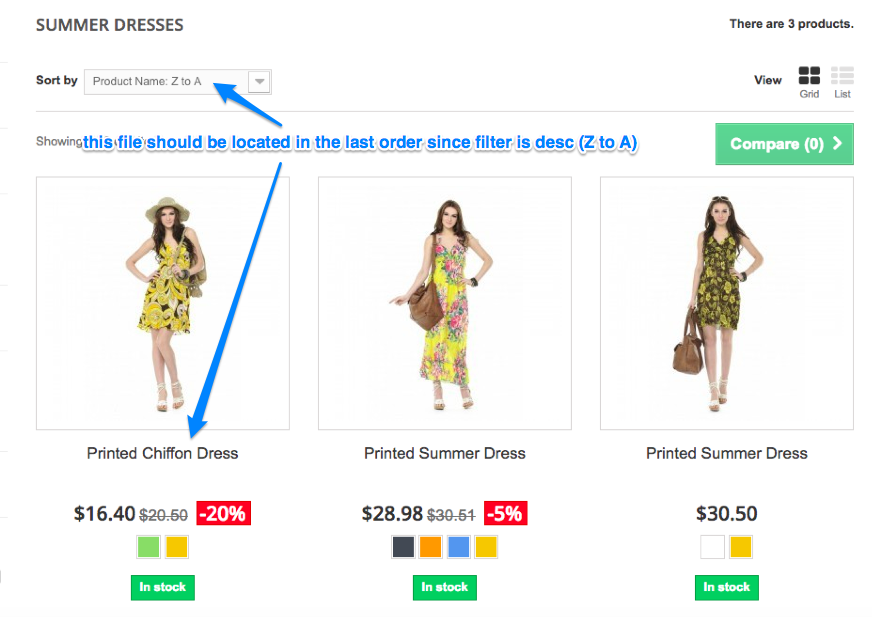 SUMMER DRESSES
There are 3 products.
Sort by Product Name: Z to A
View Grid List
Showing
this file should be located in the last order since filter is desc (Z to A)
Compare (0)
Printed Chiffon Dress Printed Summer Dress Printed Summer Dress
$16.40 $20.50 -20% $28.98 $30.51 -5% $30.50
In stock In stock In stock